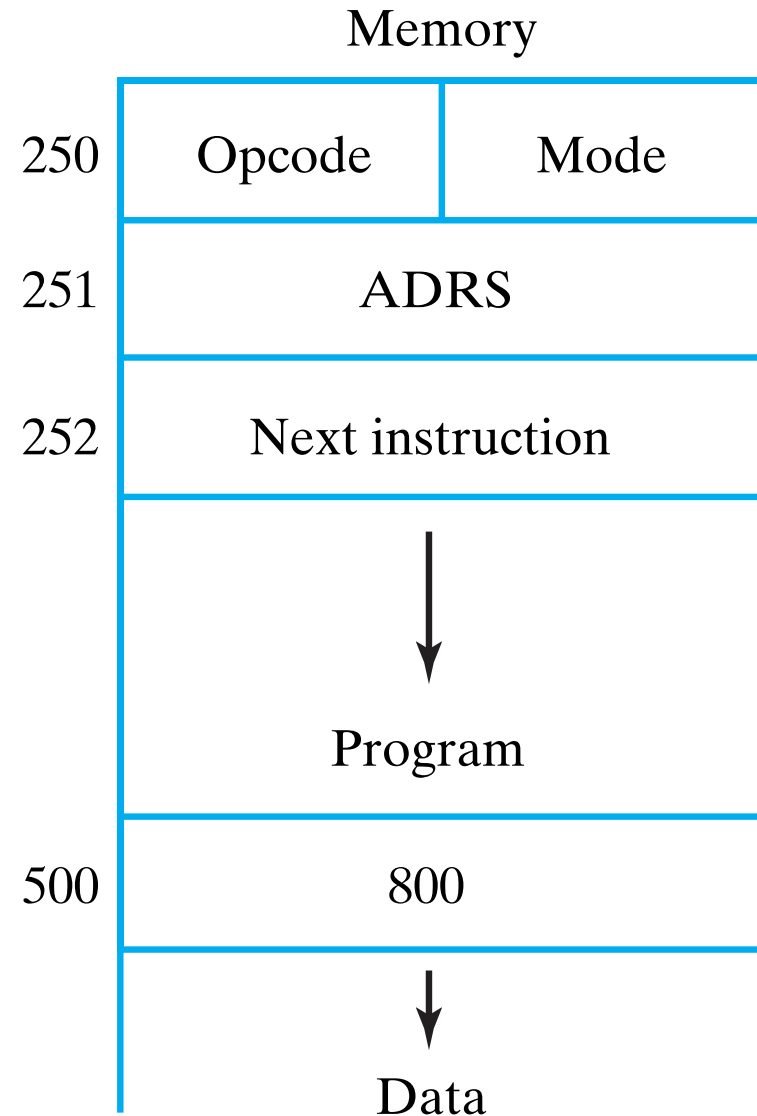 Memory
250 Opcode Mode
251 ADRS
252 Next instruction
Program
500 800
Data